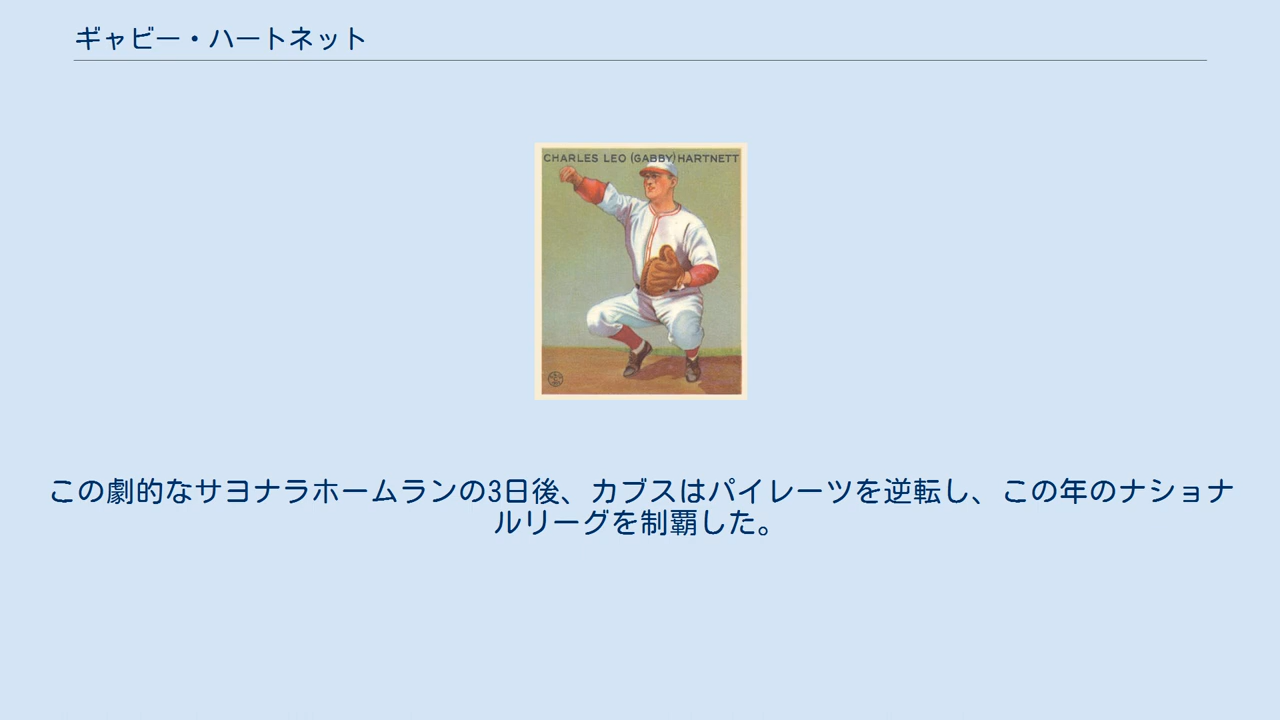 ギャビー・ハートネット
CHARLES LEO (GABBY) HARTNETT
この劇的なサヨナラホームランの3日後、カブスはパイレーツを逆転し、この年のナショナ
ルリーグを制覇した。